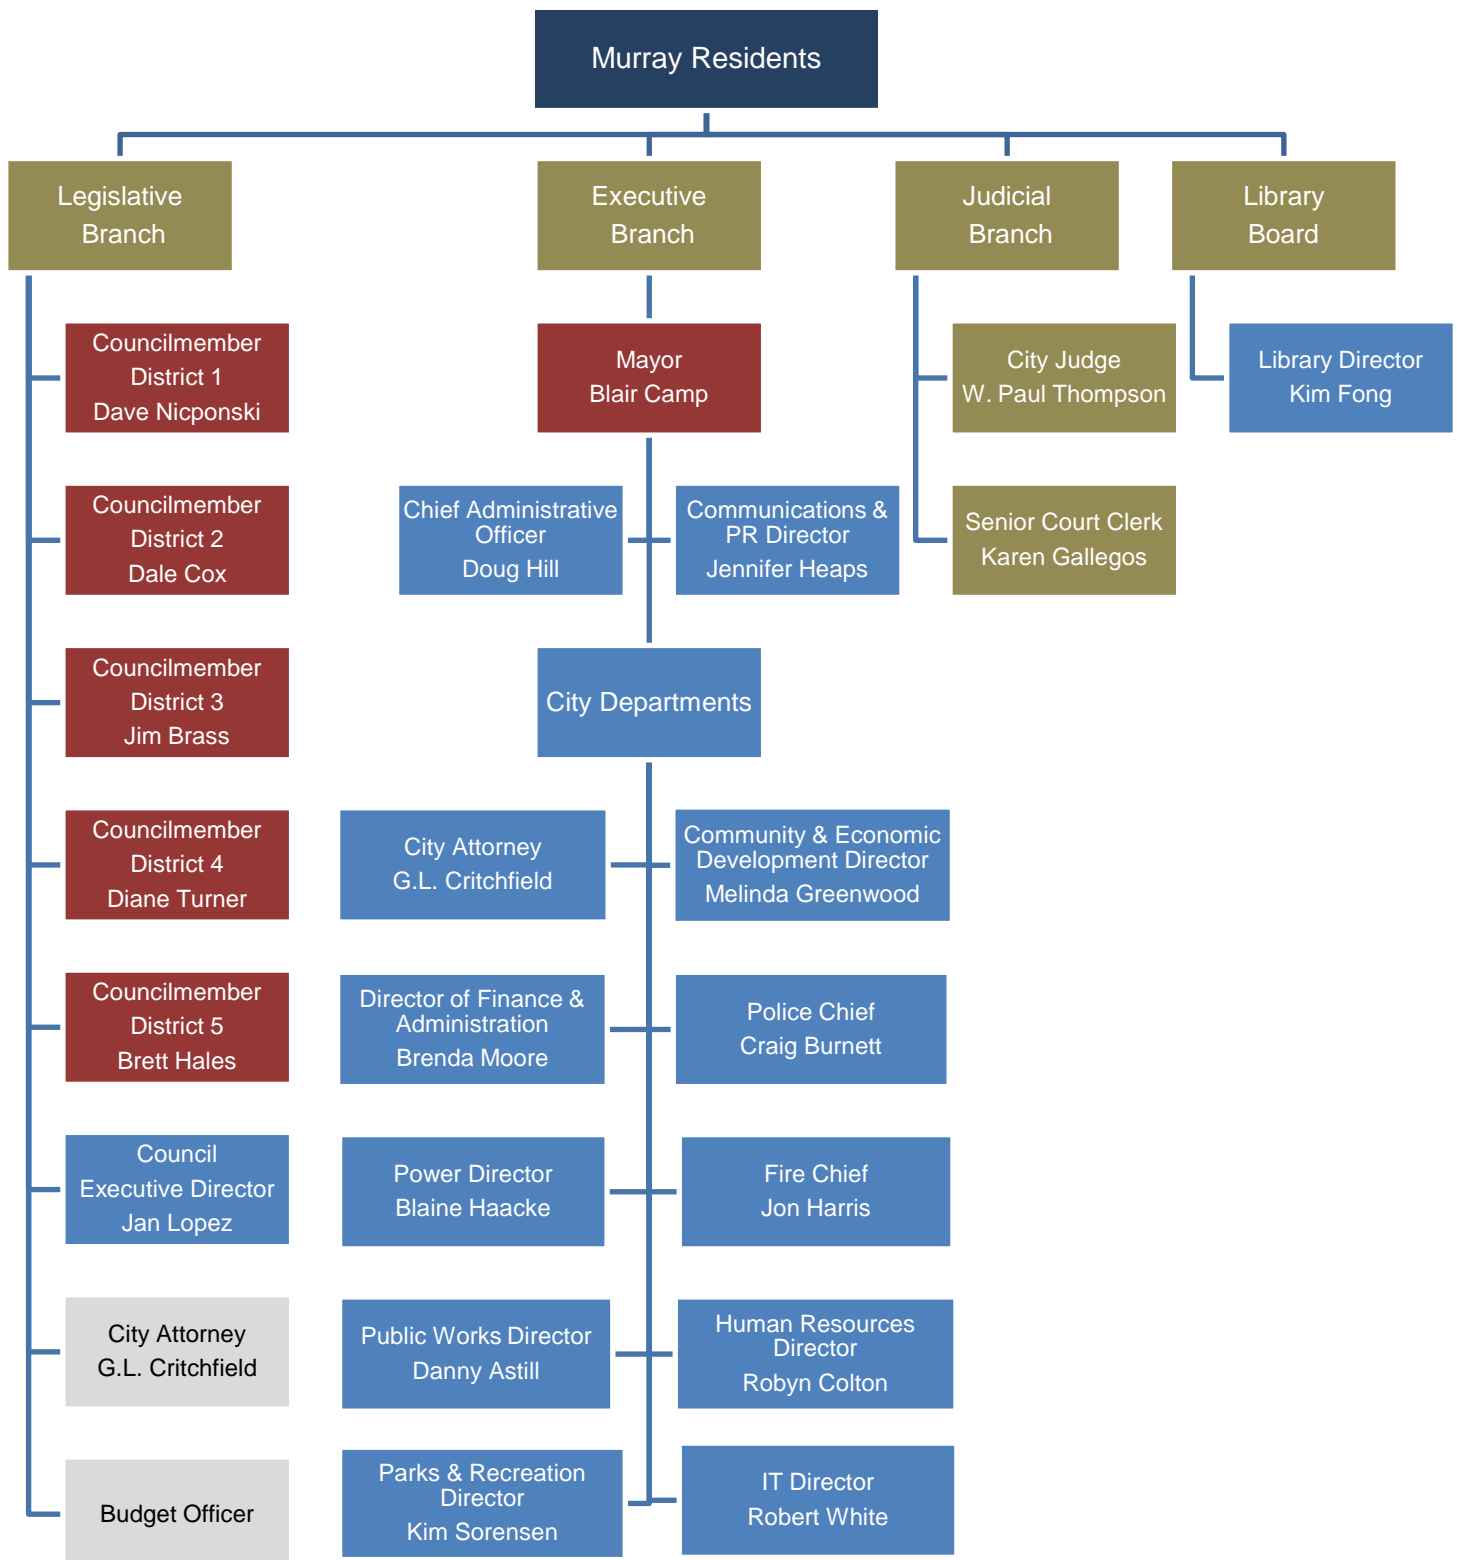 Murray Residents
Legislative
Branch
Executive
Branch
Judicial
Branch
Library
Board
Councilmember
District 1
Dave Nicponski
Mayor
Blair Camp
City Judge
W. Paul Thompson
Library Director
Kim Fong
Councilmember
District 2
Dale Cox
Chief Administrative
Officer
Doug Hill
Communications &
PR Director
Jennifer Heaps
Senior Court Clerk
Karen Gallegos
Councilmember
District 3
Jim Brass
City Departments
Councilmember
District 4
Diane Turner
City Attorney
G.L. Critchfield
Community & Economic
Development Director
Melinda Greenwood
Councilmember
District 5
Brett Hales
Director of Finance &
Administration
Brenda Moore
Police Chief
Craig Burnett
Council
Executive Director
Jan Lopez
Power Director
Blaine Haacke
Fire Chief
Jon Harris
City Attorney
G.L. Critchfield
Public Works Director
Danny Astill
Human Resources
Director
Robyn Colton
Budget Officer
Parks & Recreation
Director
Kim Sorensen
IT Director
Robert White